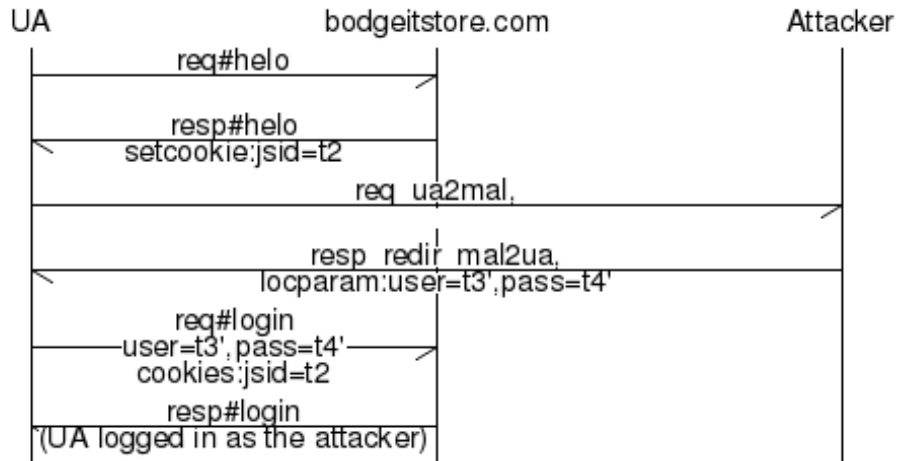 UA bodgeitstore.com Attacker
req#helo
resp#helo
setcookie:jsid=t2
req_ua2mal,
resp_redir_mal2ua,
locparam:user=t3',pass=t4'
req#login
user=t3',pass=t4'
cookies:jsid=t2
resp#login
(UA logged in as the attacker)